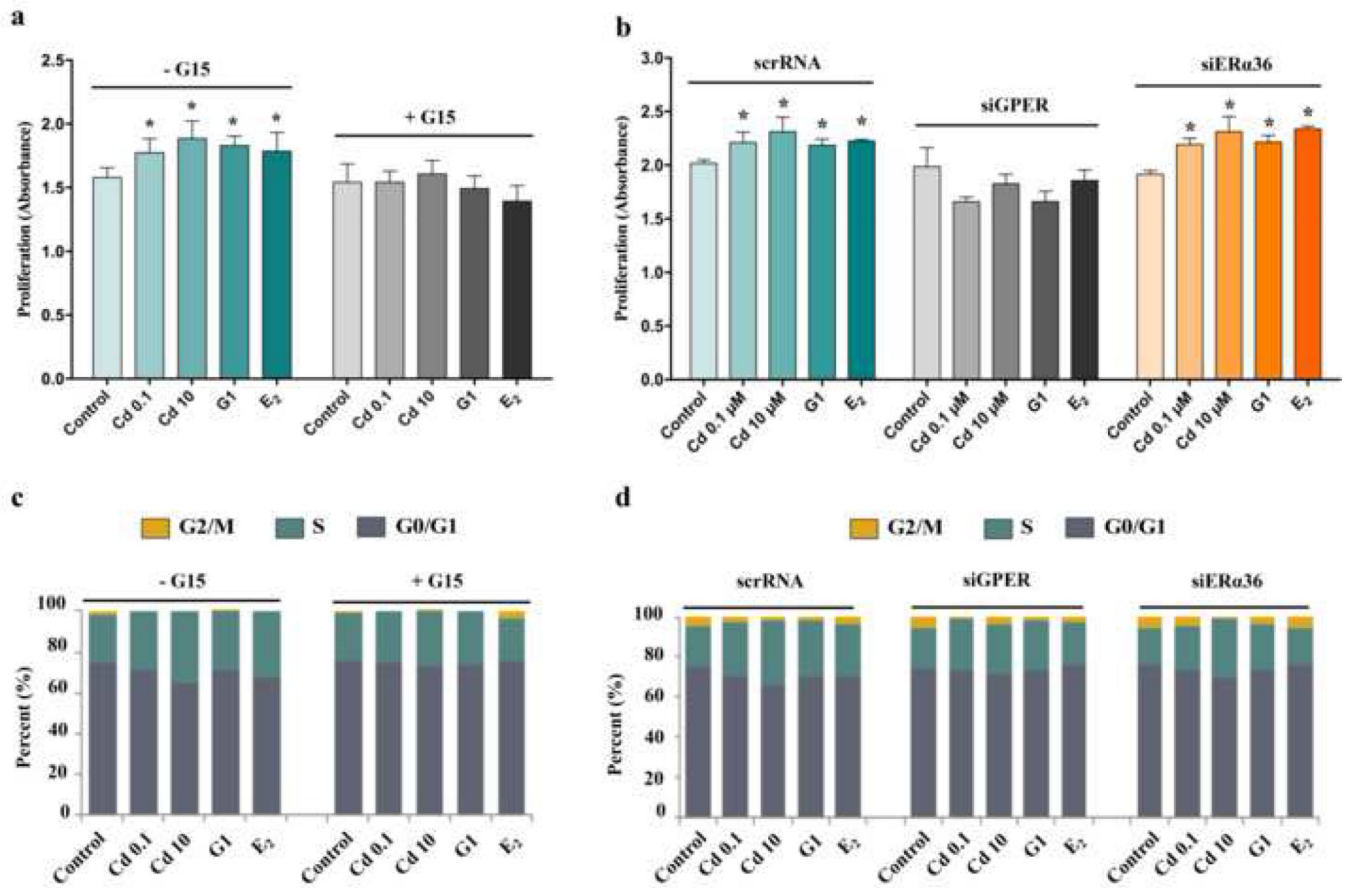 a
- G15
+ G15
Proliferation (Absorbance)
2.5
2.0
1.5
1.0
0.5
0.0
* * * *
Control Cd 0.1 Cd 10 G1 E₂ Control Cd 0.1 Cd 10 G1 E₂
b
scrRNA
siGPER
siERα36
Proliferation (Absorbance)
3.0
2.5
2.0
1.5
1.0
0.5
0.0
* * * * * * * *
Control Cd 0.1 μM Cd 10 μM G1 E₂ Control Cd 0.1 μM Cd 10 μM G1 E₂ Control Cd 0.1 μM Cd 10 μM G1 E₂
c
G2/M S G0/G1
- G15 + G15
Percent (%)
100
80
60
40
20
0
Control Cd 0.1 Cd 10 G1 E₂ Control Cd 0.1 Cd 10 G1 E₂
d
G2/M S G0/G1
scrRNA siGPER siERα36
Percent (%)
100
80
60
40
20
0
Control Cd 0.1 Cd 10 G1 E₂ Control Cd 0.1 Cd 10 G1 E₂ Control Cd 0.1 Cd 10 G1 E₂